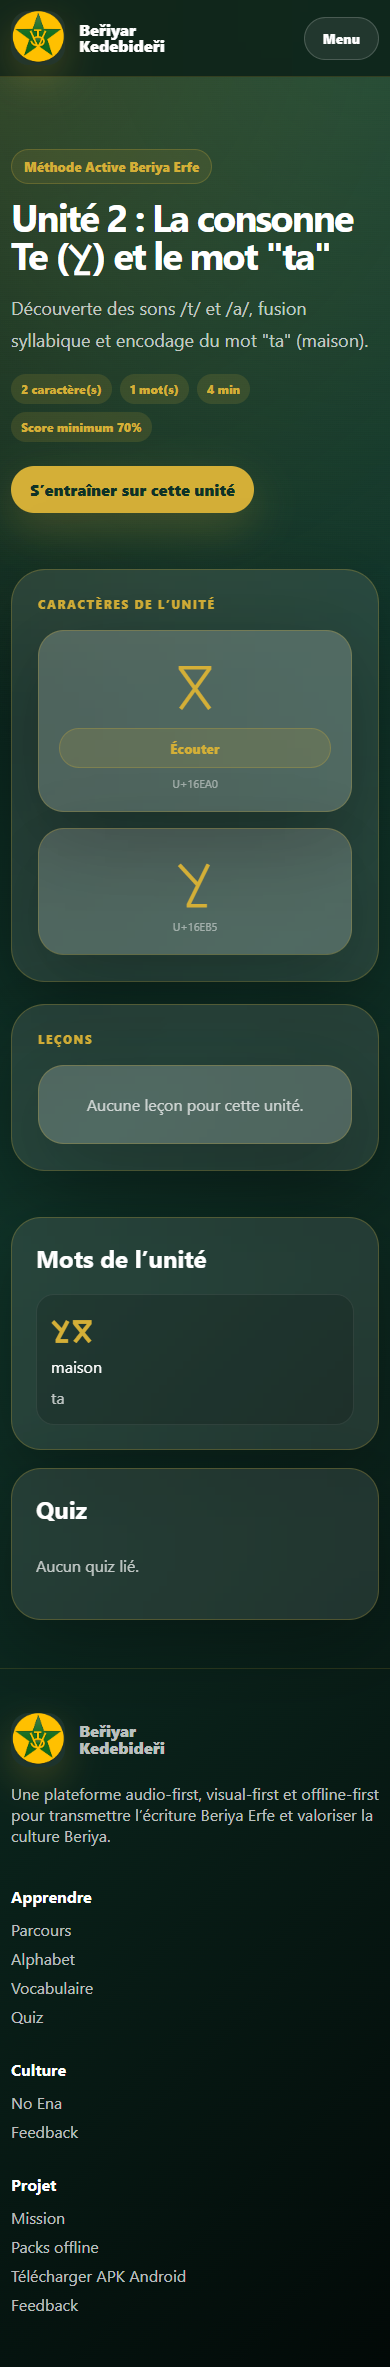 Beřiyar
Kedebideři
Menu
Méthode Active Beriya Erfe
Unité 2 : La consonne
Te (𖺵) et le mot "ta"
Découverte des sons /t/ et /a/, fusion
syllabique et encodage du mot "ta" (maison).
2 caractère(s) 1 mot(s) 4 min
Score minimum 70%
S’entraîner sur cette unité
CARACTÈRES DE L’UNITÉ
𖺠
Écouter
U+16EA0
𖺵
U+16EB5
LEÇONS
Aucune leçon pour cette unité.
Mots de l’unité
𖺵𖺠
maison
ta
Quiz
Aucun quiz lié.
Beřiyar
Kedebideři
Une plateforme audio-first, visual-first et offline-first
pour transmettre l’écriture Beriya Erfe et valoriser la
culture Beriya.
Apprendre
Parcours
Alphabet
Vocabulaire
Quiz
Culture
No Ena
Feedback
Projet
Mission
Packs offline
Télécharger APK Android
Feedback